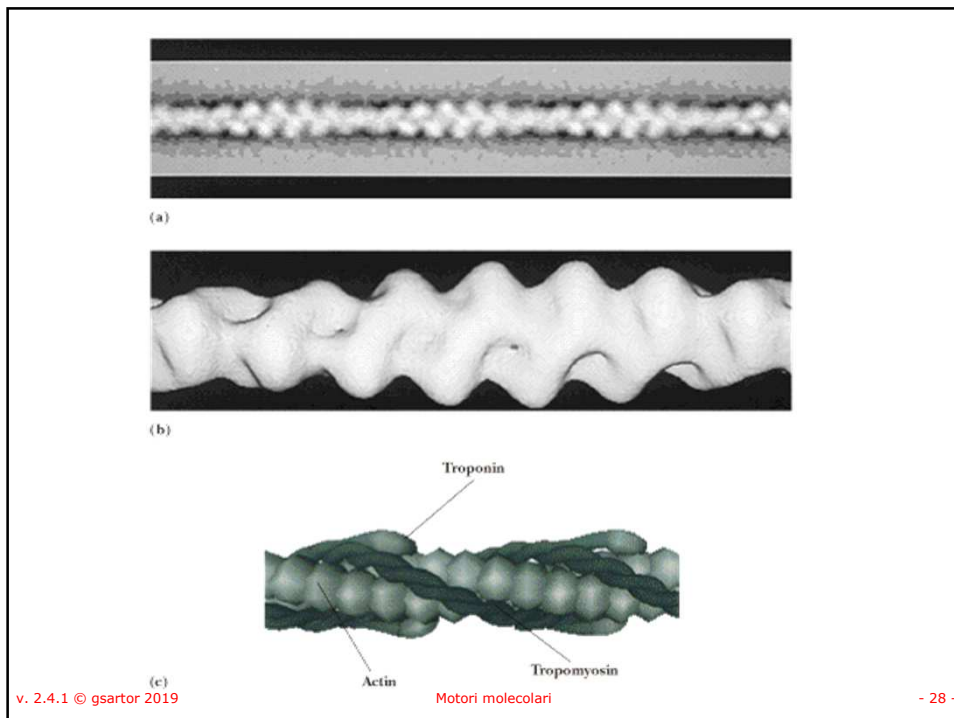 (a)
(b)
Troponin
Tropomyosin
Actin
(c)
v. 2.4.1 © gsartor 2019 Motori molecolari - 28 -